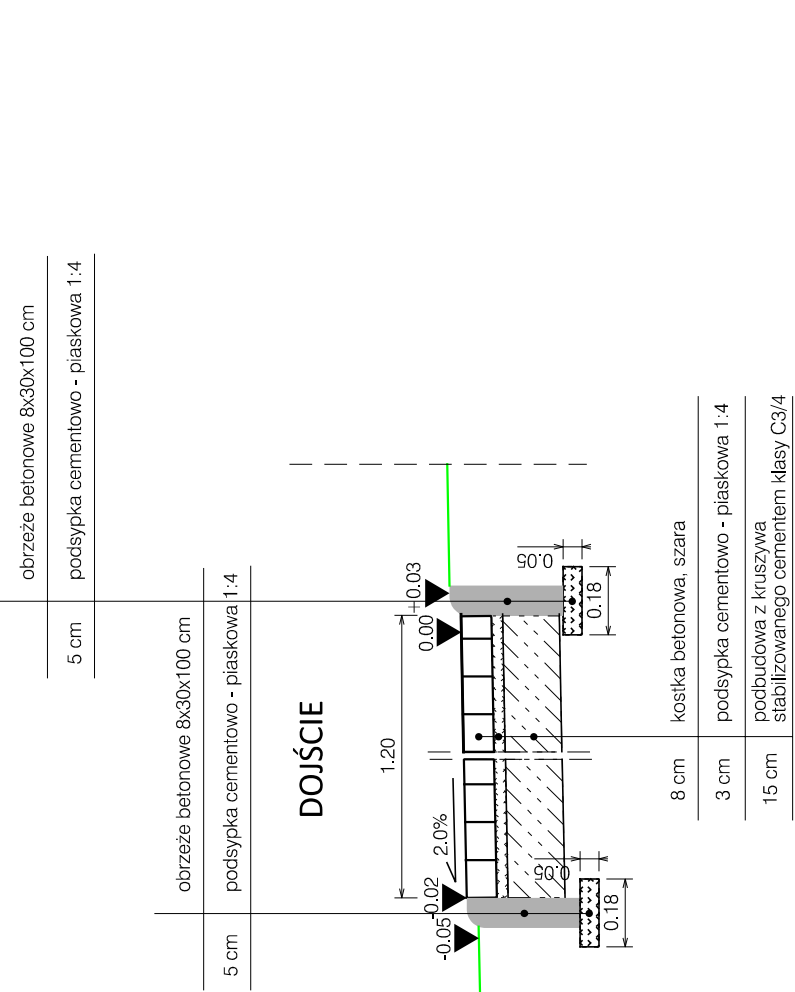 obrzeże betonowe 8x30x100 cm
5 cm podsypka cementowo - piaskowa 1:4
obrzeże betonowe 8x30x100 cm
5 cm podsypka cementowo - piaskowa 1:4
DOJŚCIE
1.20
2.0%
-0.05
-0.02
0.00
+0.03
0.05
0.18
0.05
0.18
8 cm kostka betonowa, szara
3 cm podsypka cementowo - piaskowa 1:4
15 cm podbudowa z kruszywa
stabilizowanego cementem klasy C3/4